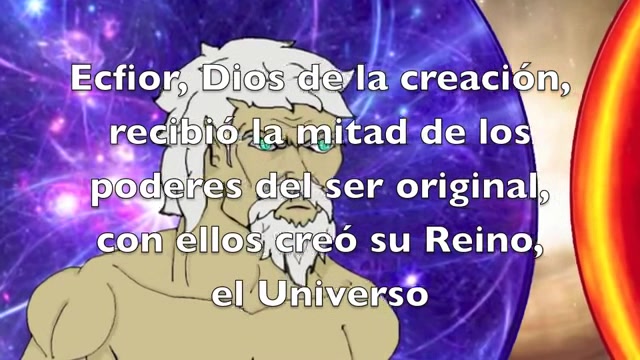 Ecfior, Dios de la creación,
recibió la mitad de los
poderes del ser original,
con ellos creó su Reino,
el Universo